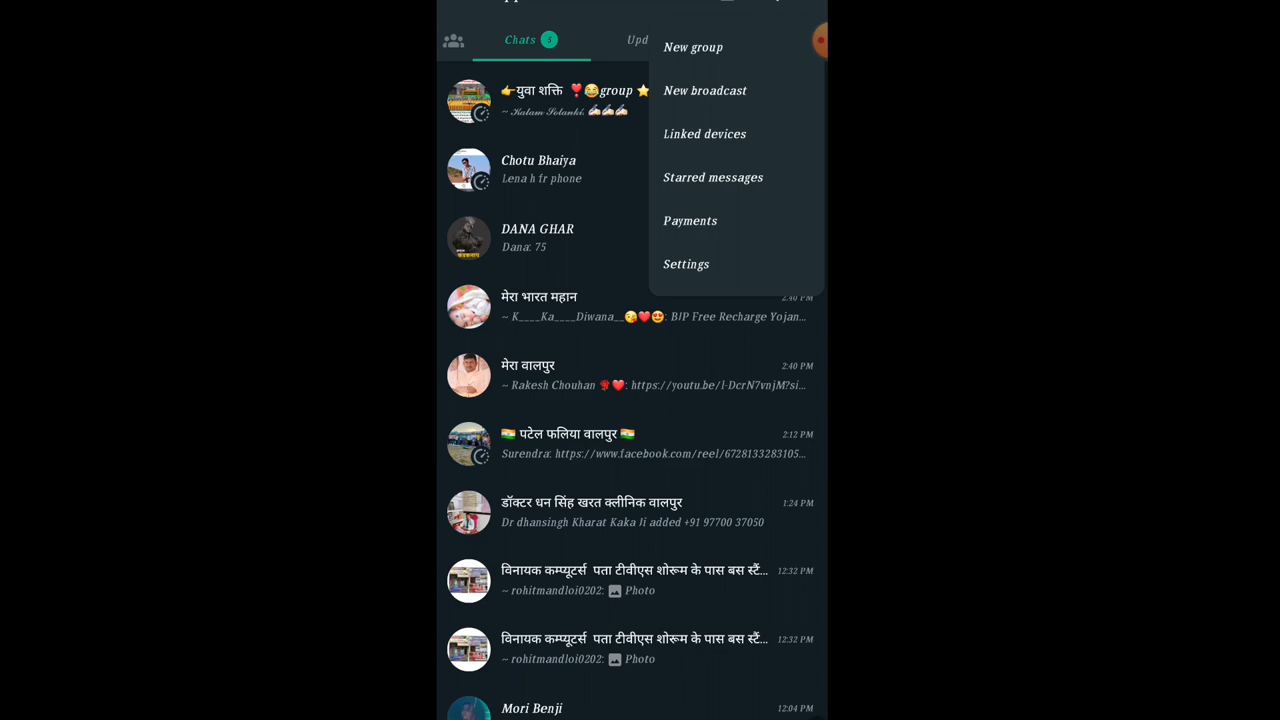 Chats 5 Upd
New group
New broadcast
Linked devices
Starred messages
Payments
Settings
👉युवा शक्ति ❣️😂group ⭐
~ Kalam Solanki: ✍🏻✍🏻✍🏻
Chotu Bhaiya
Lena h fr phone
DANA GHAR
Dana: 75
मेरा भारत महान 2:40 PM
~ K____Ka____Diwana__😘❤️😍: BJP Free Recharge Yojan...
मेरा वालपुर 2:40 PM
~ Rakesh Chouhan 🌹❤️: https://youtu.be/l-DcrN7vnjM?si...
🇮🇳 पटेल फलिया वालपुर 🇮🇳 2:12 PM
Surendra: https://www.facebook.com/reel/6728133283105...
डॉक्टर धन सिंह खरत क्लीनिक वालपुर 1:24 PM
Dr dhansingh Kharat Kaka Ji added +91 97700 37050
विनायक कम्प्यूटर्स पता टीवीएस शोरूम के पास बस स्टैं... 12:32 PM
~ rohitmandloi0202: Photo
विनायक कम्प्यूटर्स पता टीवीएस शोरूम के पास बस स्टैं... 12:32 PM
~ rohitmandloi0202: Photo
Mori Benji 12:04 PM